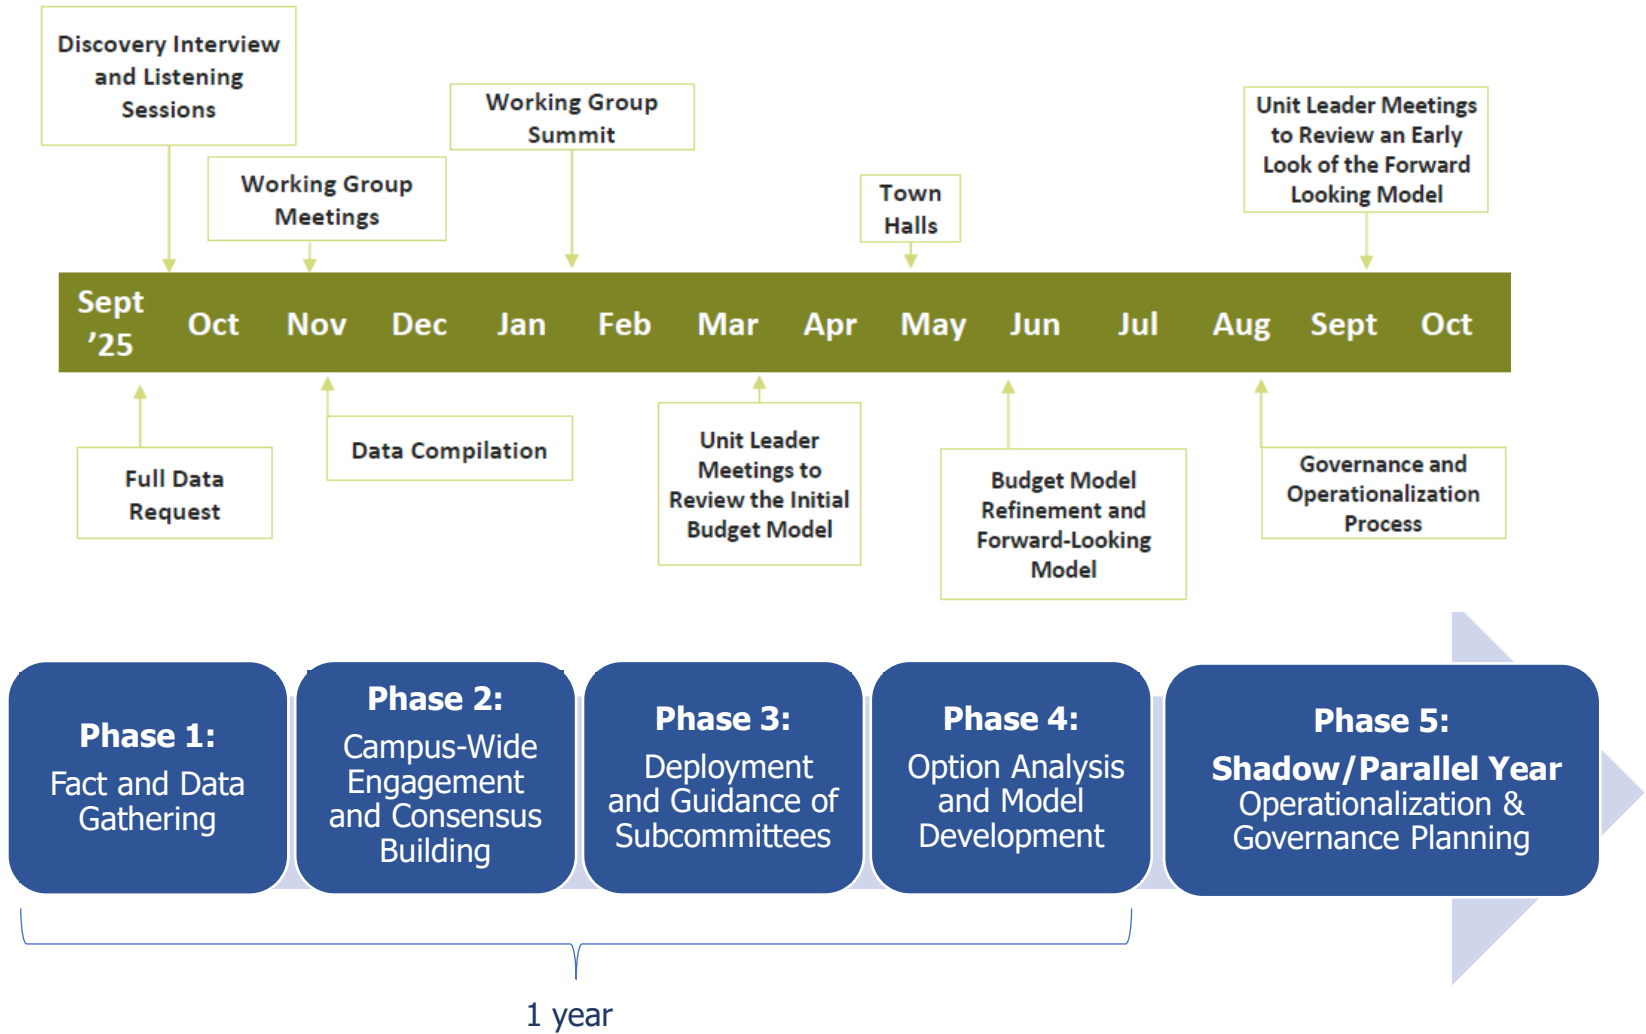 Discovery Interview
and Listening
Sessions
Working Group
Meetings
Working Group
Summit
Town
Halls
Unit Leader Meetings
to Review an Early
Look of the Forward
Looking Model
Sept
’25
Oct
Nov
Dec
Jan
Feb
Mar
Apr
May
Jun
Jul
Aug
Sept
Oct
Full Data
Request
Data Compilation
Unit Leader
Meetings to
Review the Initial
Budget Model
Budget Model
Refinement and
Forward-Looking
Model
Governance and
Operationalization
Process
Phase 1:
Fact and Data
Gathering
Phase 2:
Campus-Wide
Engagement
and Consensus
Building
Phase 3:
Deployment
and Guidance of
Subcommittees
Phase 4:
Option Analysis
and Model
Development
Phase 5:
Shadow/Parallel Year
Operationalization &
Governance Planning
1 year